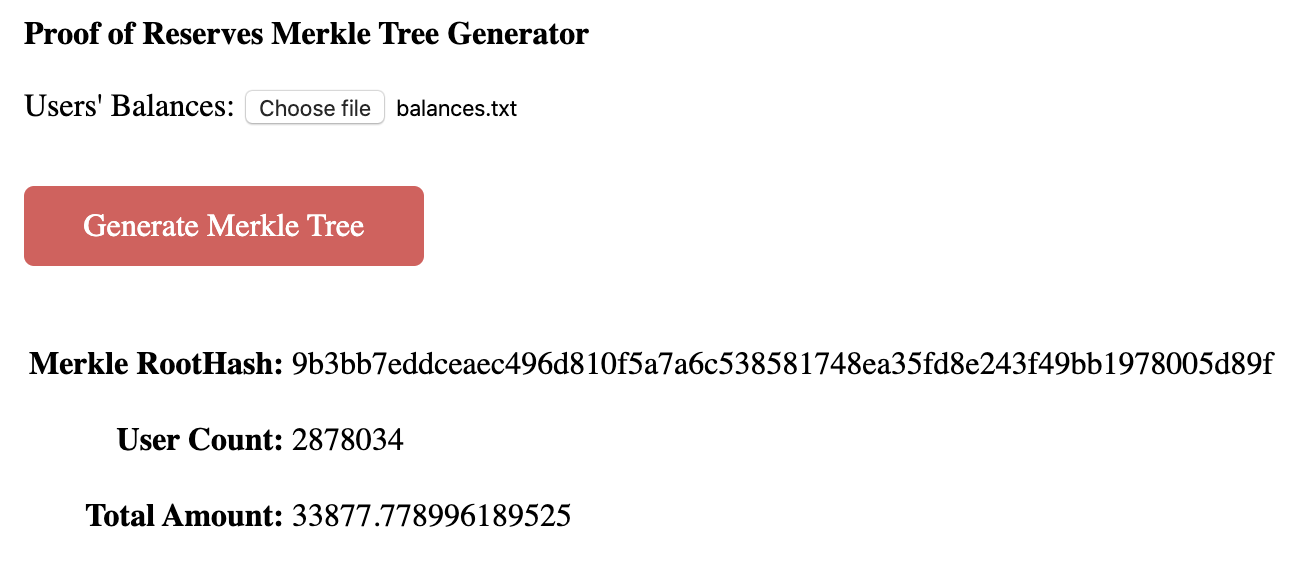 Proof of Reserves Merkle Tree Generator
Users' Balances: Choose file balances.txt
Generate Merkle Tree
Merkle RootHash: 9b3bb7eddceaec496d810f5a7a6c538581748ea35fd8e243f49bb1978005d89f
User Count: 2878034
Total Amount: 33877.778996189525